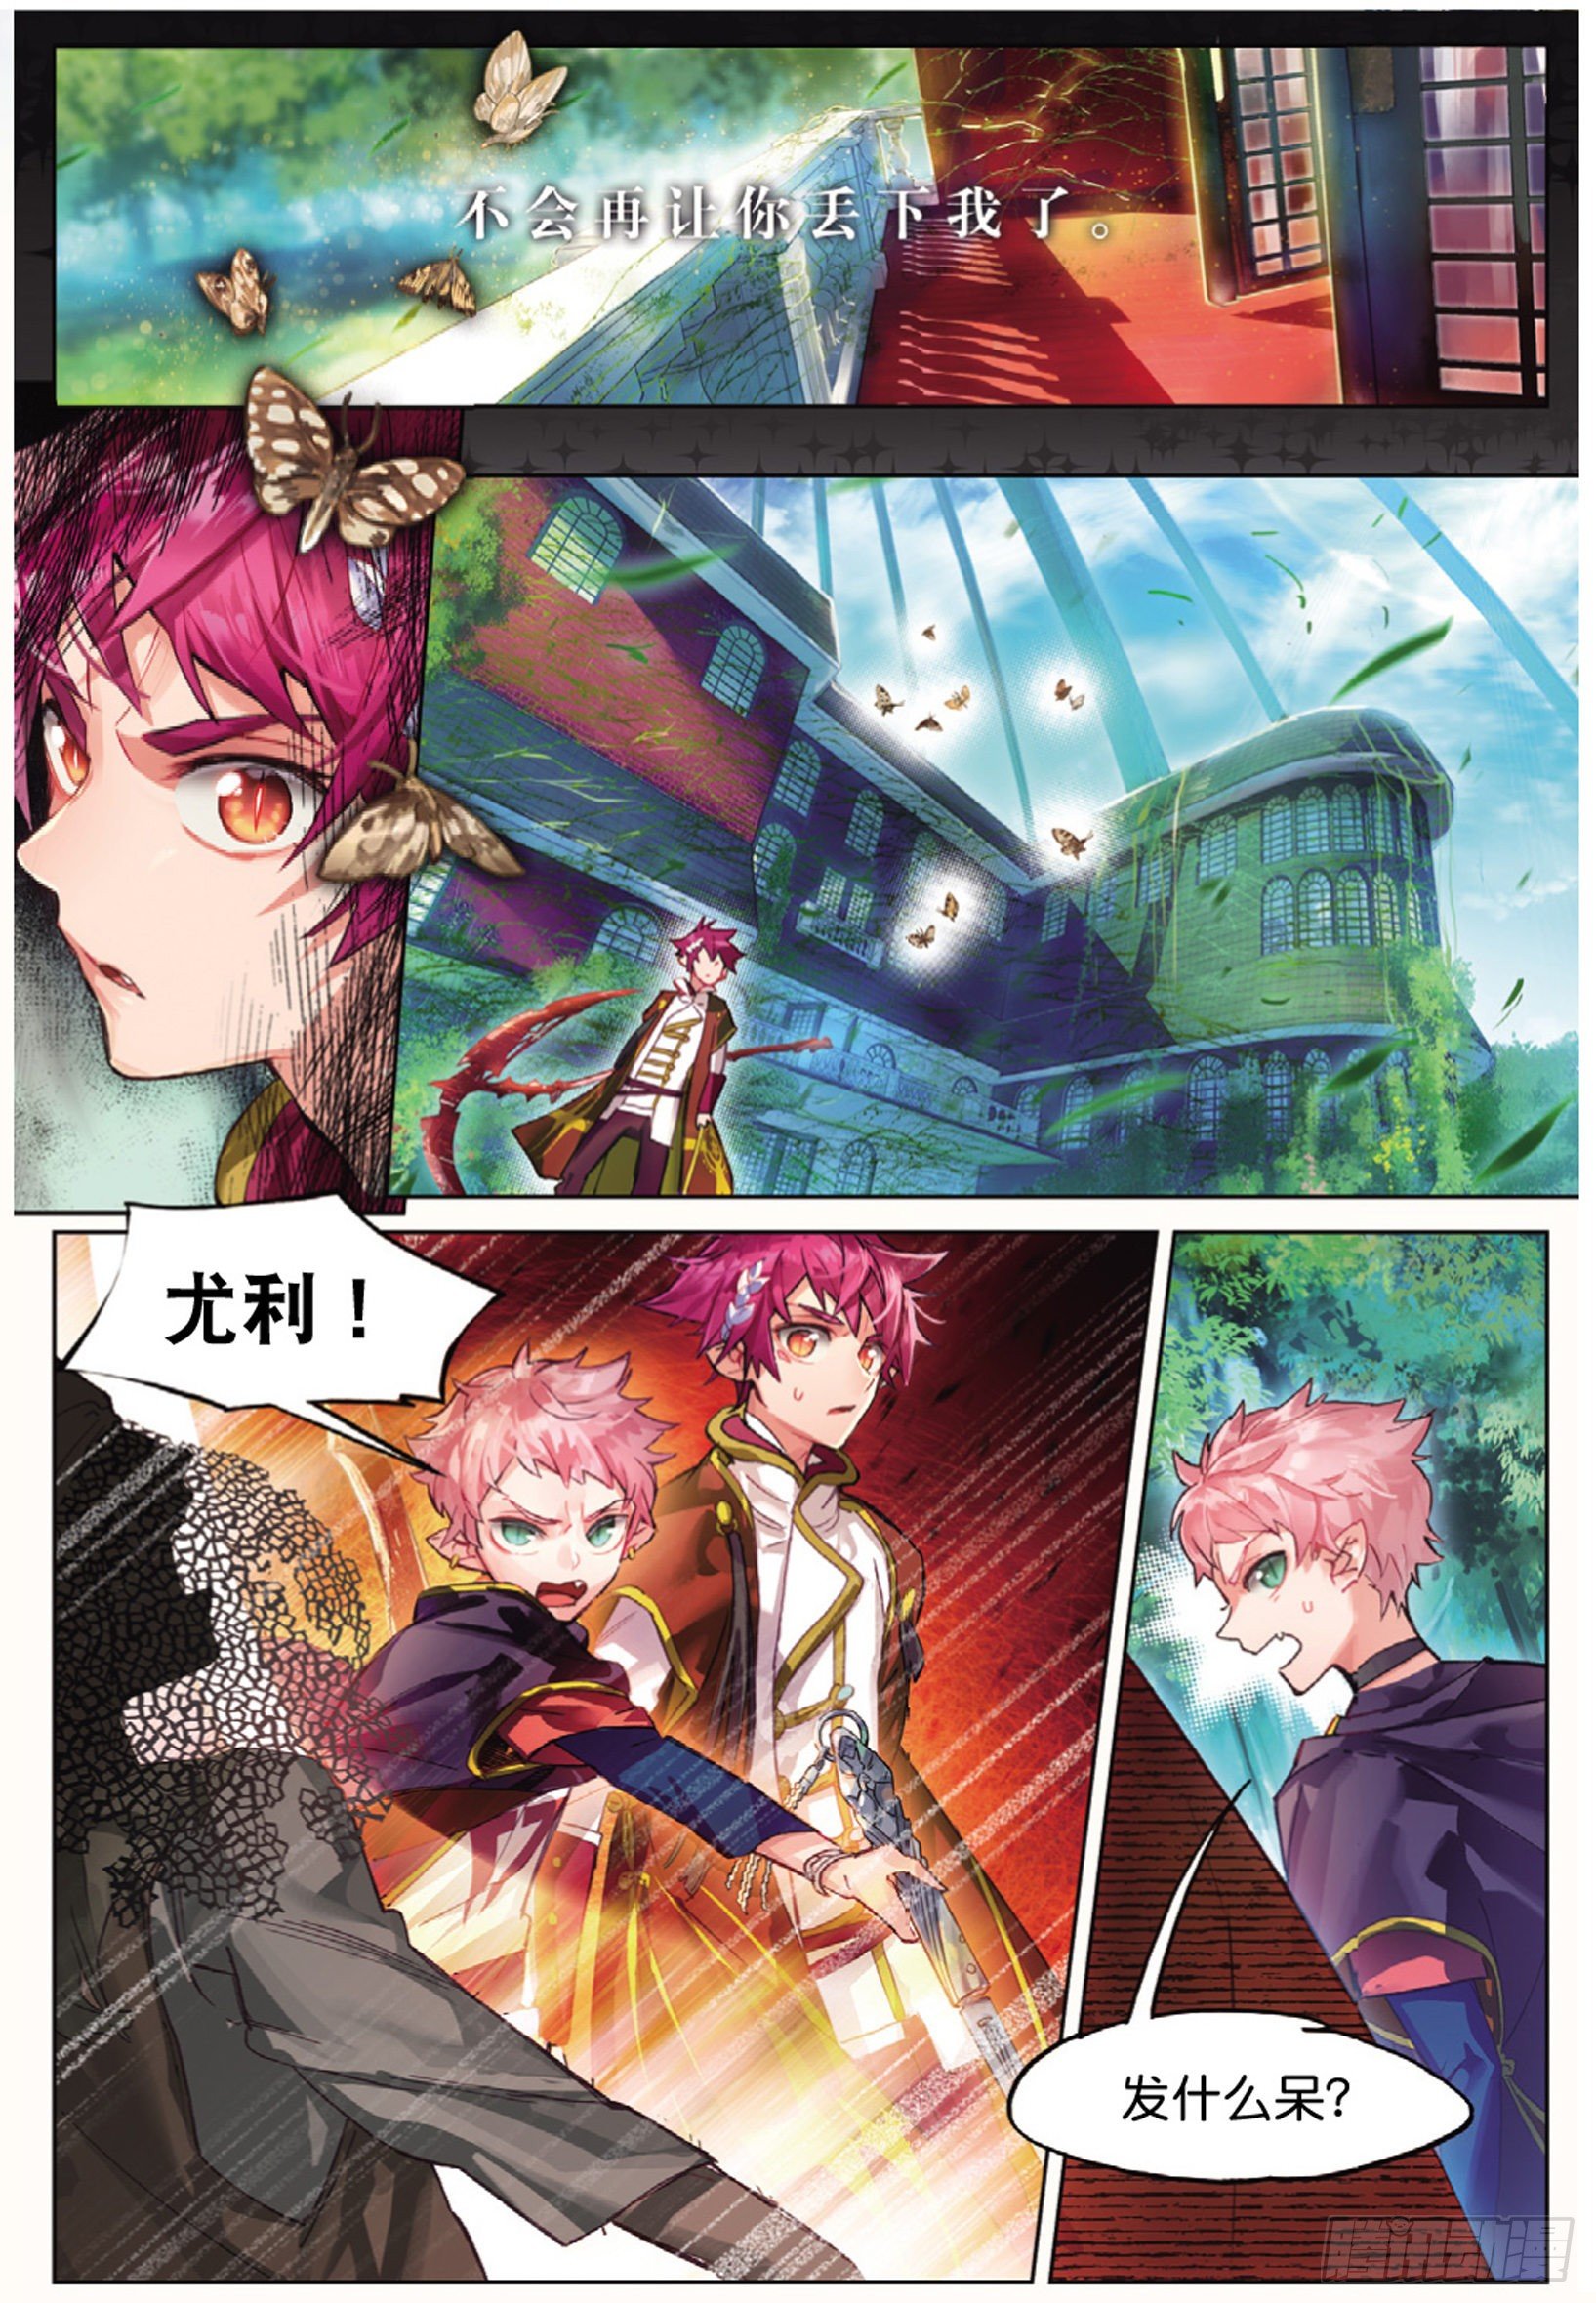 不会再让你丢下我了。
尤利！
发什么呆？
腾讯动漫